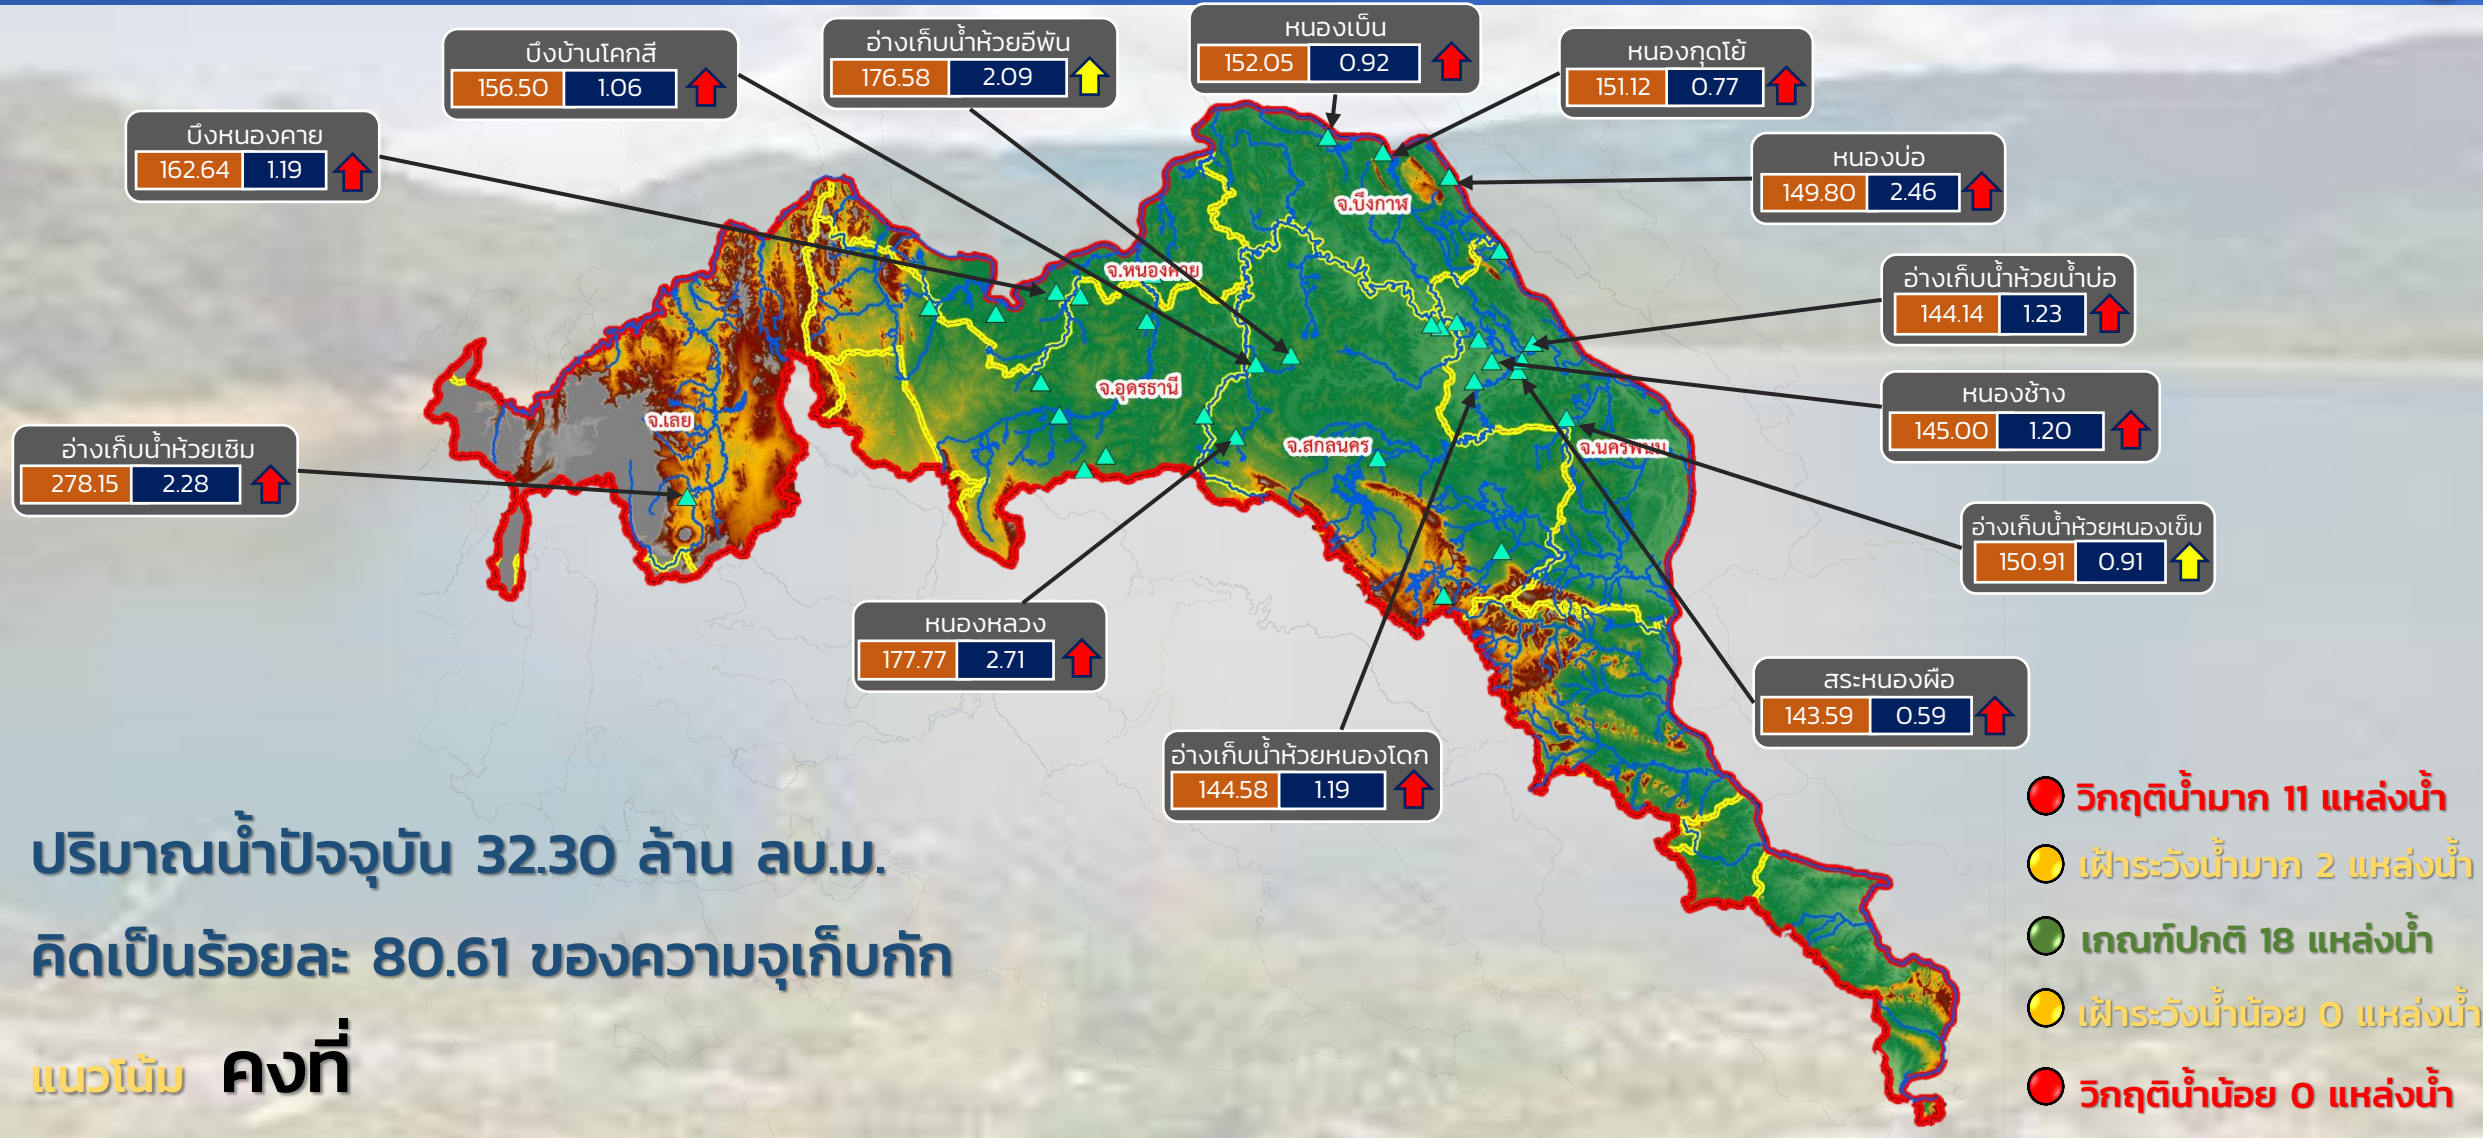 หนองเบ็น
152.05 0.92
อ่างเก็บน้ำห้วยอีพัน
176.58 2.09
บึงบ้านโคกสี
156.50 1.06
หนองกุดโย้
151.12 0.77
บึงหนองคาย
162.64 1.19
หนองบ่อ
149.80 2.46
จ.บึงกาฬ
จ.หนองคาย
อ่างเก็บน้ำห้วยน้ำบ่อ
144.14 1.23
จ.อุดรธานี
หนองช้าง
145.00 1.20
จ.เลย
จ.สกลนคร
จ.นครพนม
อ่างเก็บน้ำห้วยเซิม
278.15 2.28
อ่างเก็บน้ำห้วยหนองเข็ม
150.91 0.91
หนองหลวง
177.77 2.71
สระหนองผือ
143.59 0.59
อ่างเก็บน้ำห้วยหนองโดก
144.58 1.19
ปริมาณน้ำปัจจุบัน 32.30 ล้าน ลบ.ม.
คิดเป็นร้อยละ 80.61 ของความจุเก็บกัก
แนวโน้ม คงที่
วิกฤติน้ำมาก 11 แหล่งน้ำ
เฝ้าระวังน้ำมาก 2 แหล่งน้ำ
เกณฑ์ปกติ 18 แหล่งน้ำ
เฝ้าระวังน้ำน้อย 0 แหล่งน้ำ
วิกฤติน้ำน้อย 0 แหล่งน้ำ